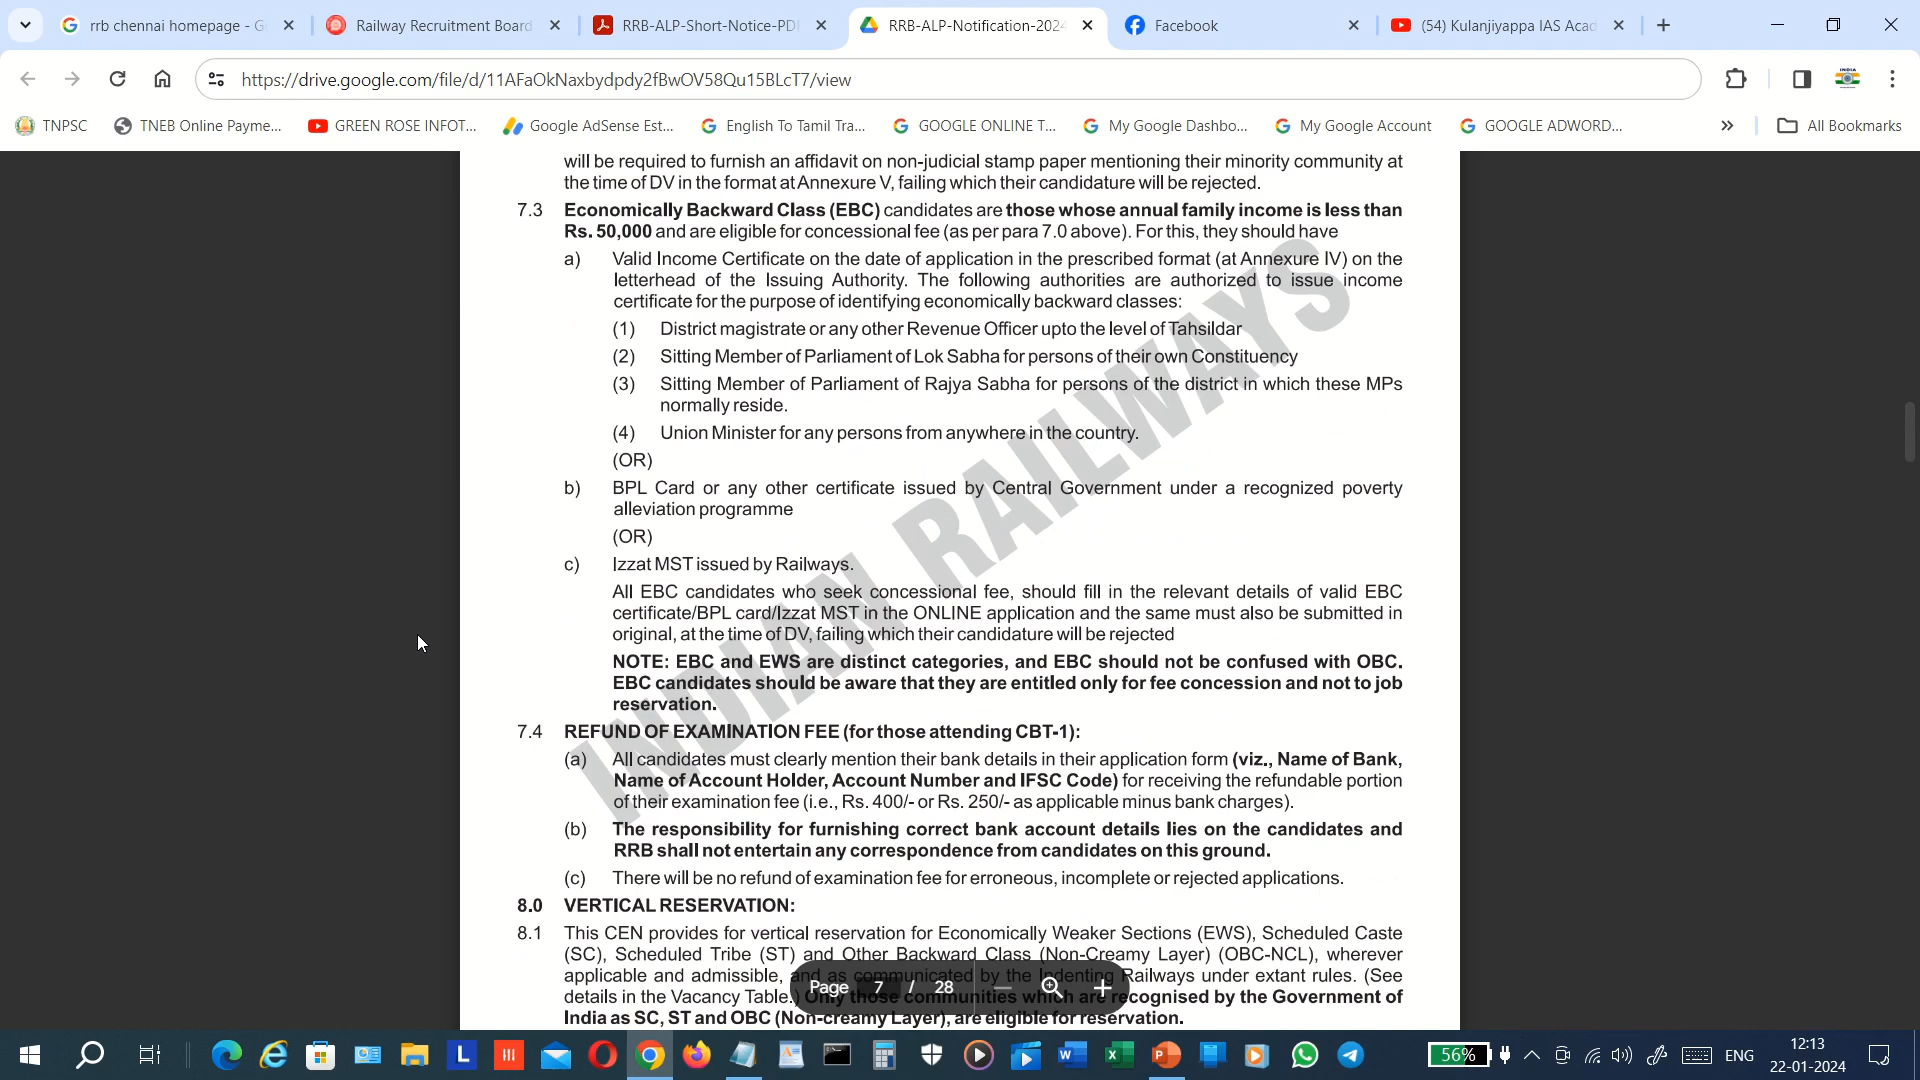 rrb chennai homepage - G
Railway Recruitment Board
RRB-ALP-Short-Notice-PD
RRB-ALP-Notification-2024
Facebook
(54) Kulanjiyappa IAS Acad
https://drive.google.com/file/d/11AFaOkNaxbydpdy2fBwOV58Qu15BLcT7/view
TNPSC
TNEB Online Payme...
GREEN ROSE INFOT...
Google AdSense Est...
English To Tamil Tra...
GOOGLE ONLINE T...
My Google Dashbo...
My Google Account
GOOGLE ADWORD...
All Bookmarks
will be required to furnish an affidavit on non-judicial stamp paper mentioning their minority community at
the time of DV in the format at Annexure V, failing which their candidature will be rejected.
7.3 Economically Backward Class (EBC) candidates are those whose annual family income is less than
Rs. 50,000 and are eligible for concessional fee (as per para 7.0 above). For this, they should have
a) Valid Income Certificate on the date of application in the prescribed format (at Annexure IV) on the
letterhead of the Issuing Authority. The following authorities are authorized to issue income
certificate for the purpose of identifying economically backward classes:
(1) District magistrate or any other Revenue Officer upto the level of Tahsildar
(2) Sitting Member of Parliament of Lok Sabha for persons of their own Constituency
(3) Sitting Member of Parliament of Rajya Sabha for persons of the district in which these MPs
normally reside.
(4) Union Minister for any persons from anywhere in the country.
(OR)
b) BPL Card or any other certificate issued by Central Government under a recognized poverty
alleviation programme
(OR)
c) Izzat MST issued by Railways.
All EBC candidates who seek concessional fee, should fill in the relevant details of valid EBC
certificate/BPL card/Izzat MST in the ONLINE application and the same must also be submitted in
original, at the time of DV, failing which their candidature will be rejected
NOTE: EBC and EWS are distinct categories, and EBC should not be confused with OBC.
EBC candidates should be aware that they are entitled only for fee concession and not to job
reservation.
7.4 REFUND OF EXAMINATION FEE (for those attending CBT-1):
(a) All candidates must clearly mention their bank details in their application form (viz., Name of Bank,
Name of Account Holder, Account Number and IFSC Code) for receiving the refundable portion
of their examination fee (i.e., Rs. 400/- or Rs. 250/- as applicable minus bank charges).
(b) The responsibility for furnishing correct bank account details lies on the candidates and
RRB shall not entertain any correspondence from candidates on this ground.
(c) There will be no refund of examination fee for erroneous, incomplete or rejected applications.
8.0 VERTICAL RESERVATION:
8.1 This CEN provides for vertical reservation for Economically Weaker Sections (EWS), Scheduled Caste
(SC), Scheduled Tribe (ST) and Other Backward Class (Non-Creamy Layer) (OBC-NCL), wherever
applicable and admissible, and as communicated by the Indenting Railways under extant rules. (See
details in the Vacancy Table.) Only those communities which are recognised by the Government of
India as SC, ST and OBC (Non-creamy Layer), are eligible for reservation.
INDIAN RAILWAYS
Page 7 / 28
56%
ENG
12:13
22-01-2024